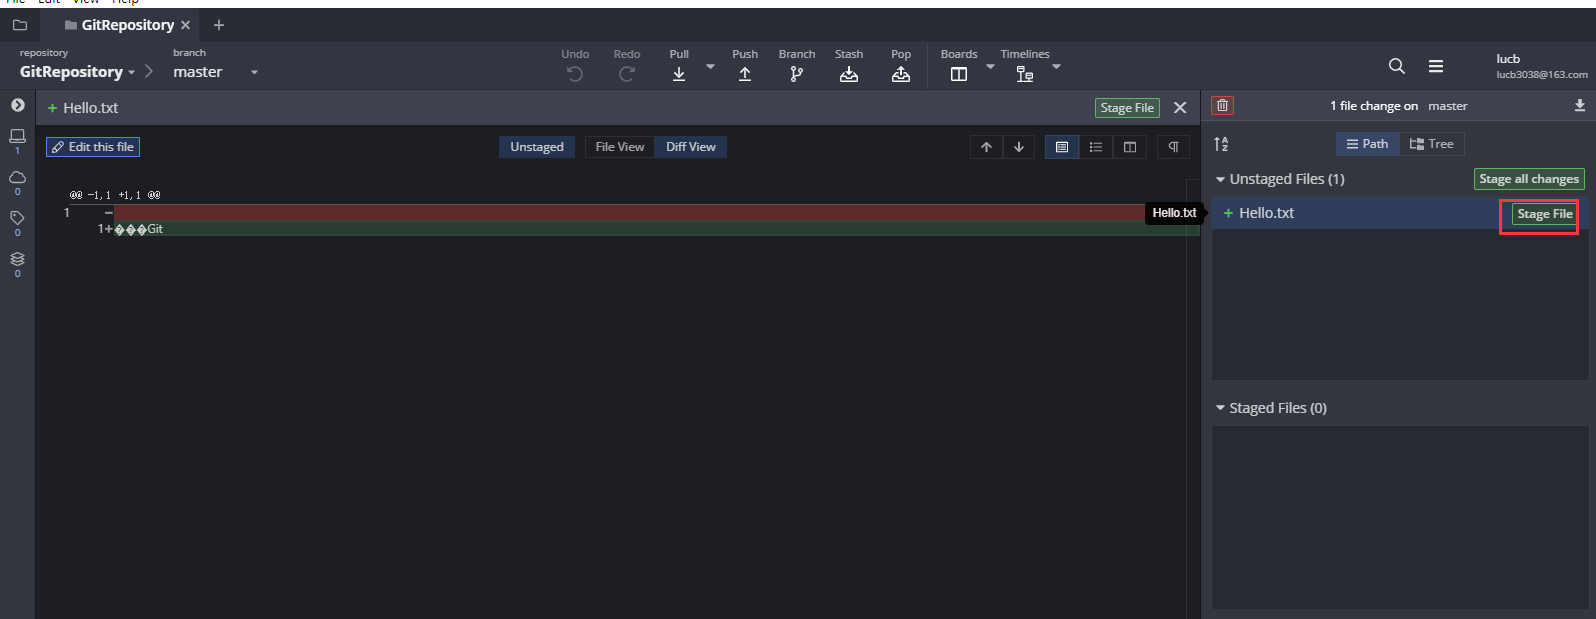 File Edit View Help
GitRepository
repository
GitRepository
branch
master
Undo Redo Pull Push Branch Stash Pop Boards Timelines
lucb
lucb3038@163.com
1
0
0
0
+ Hello.txt
Stage File
Edit this file
Unstaged
File View Diff View
@@ -1,1 +1,1 @@
1 -
1+���Git
Hello.txt
1 file change on master
Path Tree
Unstaged Files (1)
Stage all changes
+ Hello.txt
Stage File
Staged Files (0)